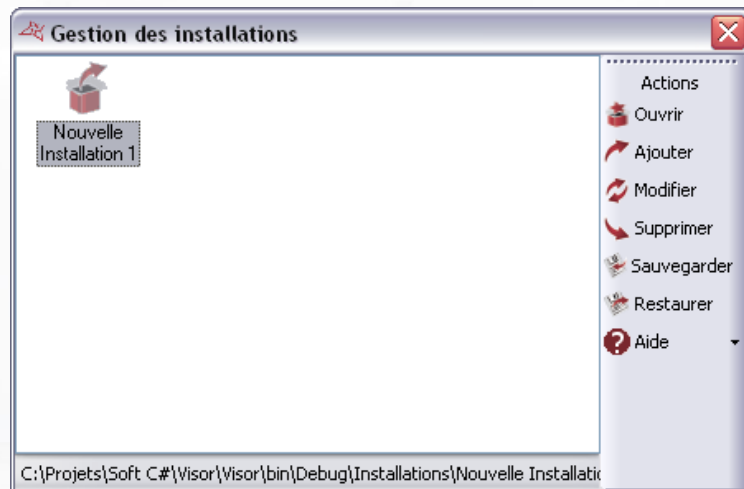 Gestion des installations
Nouvelle
Installation 1
Actions
Ouvrir
Ajouter
Modifier
Supprimer
Sauvegarder
Restaurer
Aide
C:\Projets\Soft C#\Visor\Visor\bin\Debug\Installations\Nouvelle Installatio